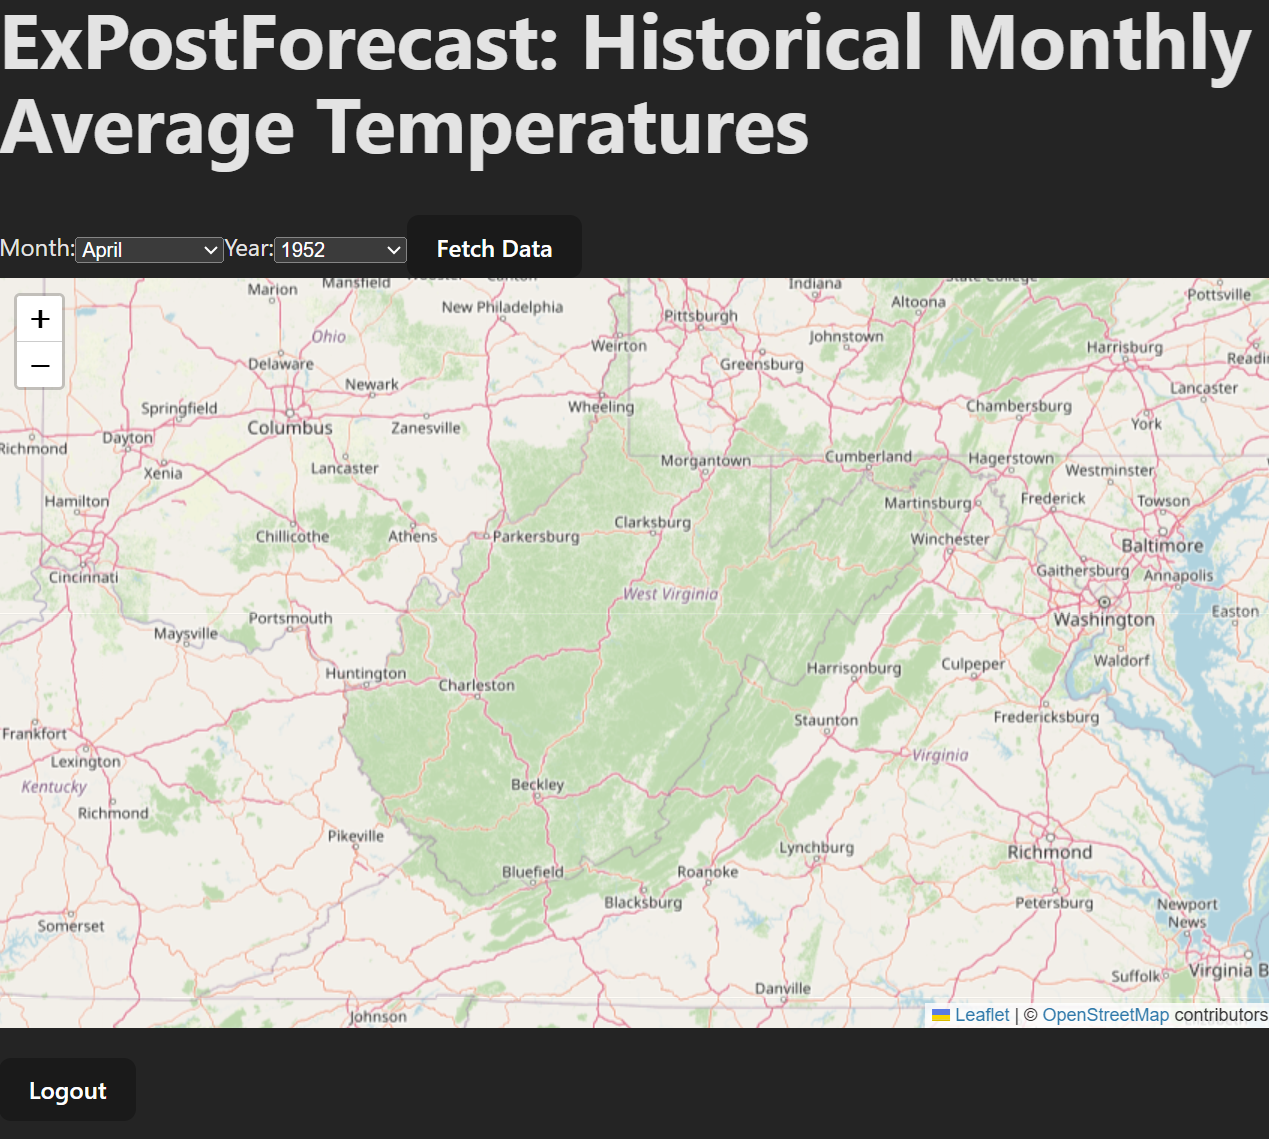 ExPostForecast: Historical Monthly
Average Temperatures
Month: April Year: 1952 Fetch Data
+
−
Marion
Mansfield
Indiana
New Philadelphia
Altoona
Pottsville
Pittsburgh
Ohio
Weirton
Johnstown
Harrisburg
Delaware
Greensburg
Newark
Lancaster
Springfield
Wheeling
Chambersburg
Columbus
Zanesville
York
Richmond
Dayton
Xenia
Lancaster
Morgantown
Cumberland
Hagerstown
Westminster
Hamilton
Martinsburg
Frederick
Towson
Clarksburg
Chillicothe
Athens
Parkersburg
Winchester
Baltimore
Cincinnati
Gaithersburg
Annapolis
West Virginia
Portsmouth
Washington
Easton
Maysville
Waldorf
Huntington
Charleston
Harrisonburg
Culpeper
Staunton
Fredericksburg
Frankfort
Lexington
Virginia
Kentucky
Beckley
Richmond
Pikeville
Lynchburg
Richmond
Bluefield
Roanoke
Blacksburg
Petersburg
Newport
News
Somerset
Suffolk
Virginia B
Danville
Johnson
Leaflet | © OpenStreetMap contributors
Logout